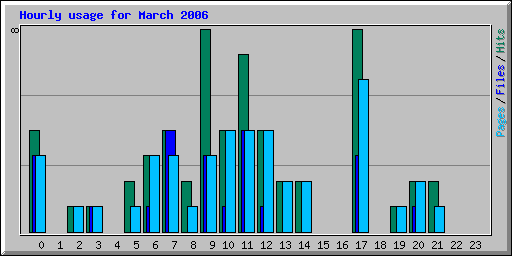 Hourly usage for March 2006
8
Pages/Files/Hits
0 1 2 3 4 5 6 7 8 9 10 11 12 13 14 15 16 17 18 19 20 21 22 23